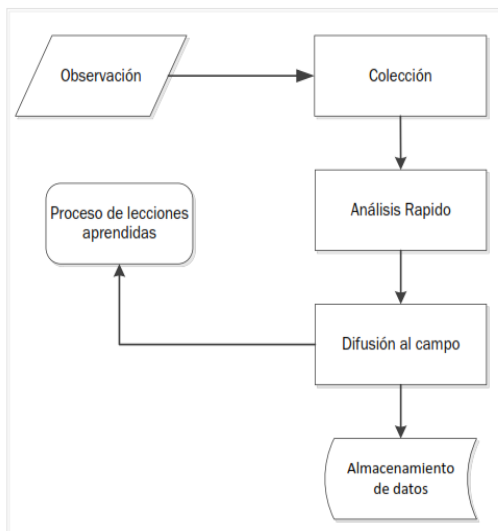 Observación
Colección
Análisis Rapido
Proceso de lecciones
aprendidas
Difusión al campo
Almacenamiento
de datos